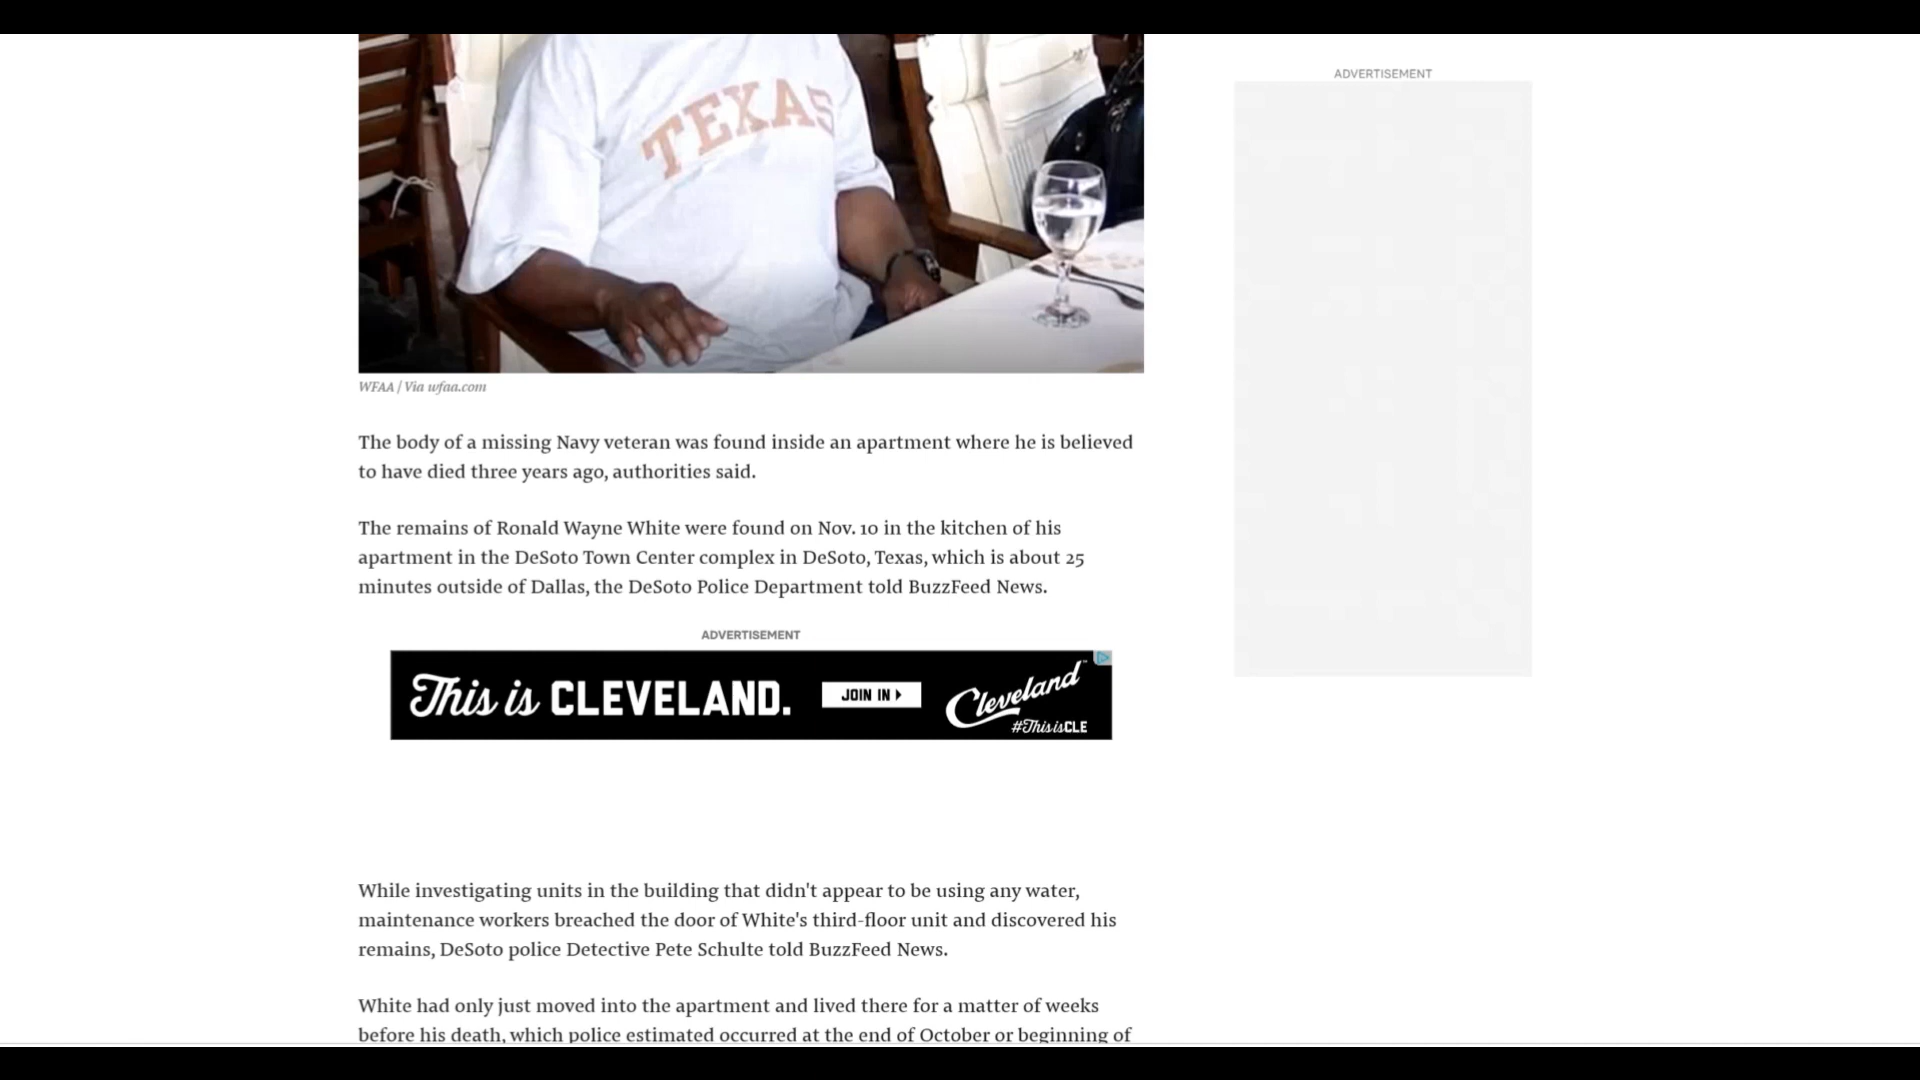 TEXAS
ADVERTISEMENT
WFAA / Via wfaa.com
The body of a missing Navy veteran was found inside an apartment where he is believed
to have died three years ago, authorities said.
The remains of Ronald Wayne White were found on Nov. 10 in the kitchen of his
apartment in the DeSoto Town Center complex in DeSoto, Texas, which is about 25
minutes outside of Dallas, the DeSoto Police Department told BuzzFeed News.
ADVERTISEMENT
This is CLEVELAND.
JOIN IN
Cleveland
#ThisisCLE
While investigating units in the building that didn't appear to be using any water,
maintenance workers breached the door of White's third-floor unit and discovered his
remains, DeSoto police Detective Pete Schulte told BuzzFeed News.
White had only just moved into the apartment and lived there for a matter of weeks
before his death, which police estimated occurred at the end of October or beginning of